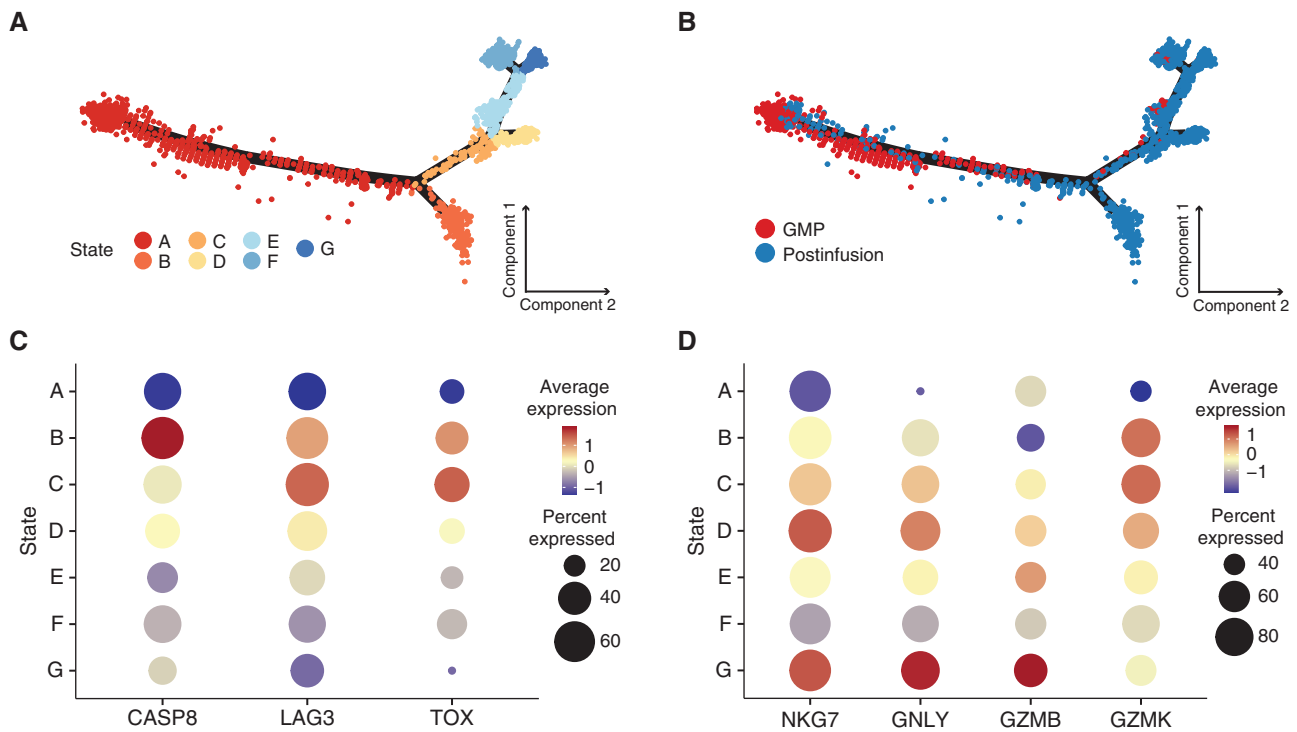 A
State
A
B
C
D
E
F
G
Component 1
Component 2
B
GMP
Postinfusion
Component 1
Component 2
C
State
A
B
C
D
E
F
G
CASP8 LAG3 TOX
Average
expression
1
0
−1
Percent
expressed
20
40
60
D
State
A
B
C
D
E
F
G
NKG7 GNLY GZMB GZMK
Average
expression
1
0
−1
Percent
expressed
40
60
80